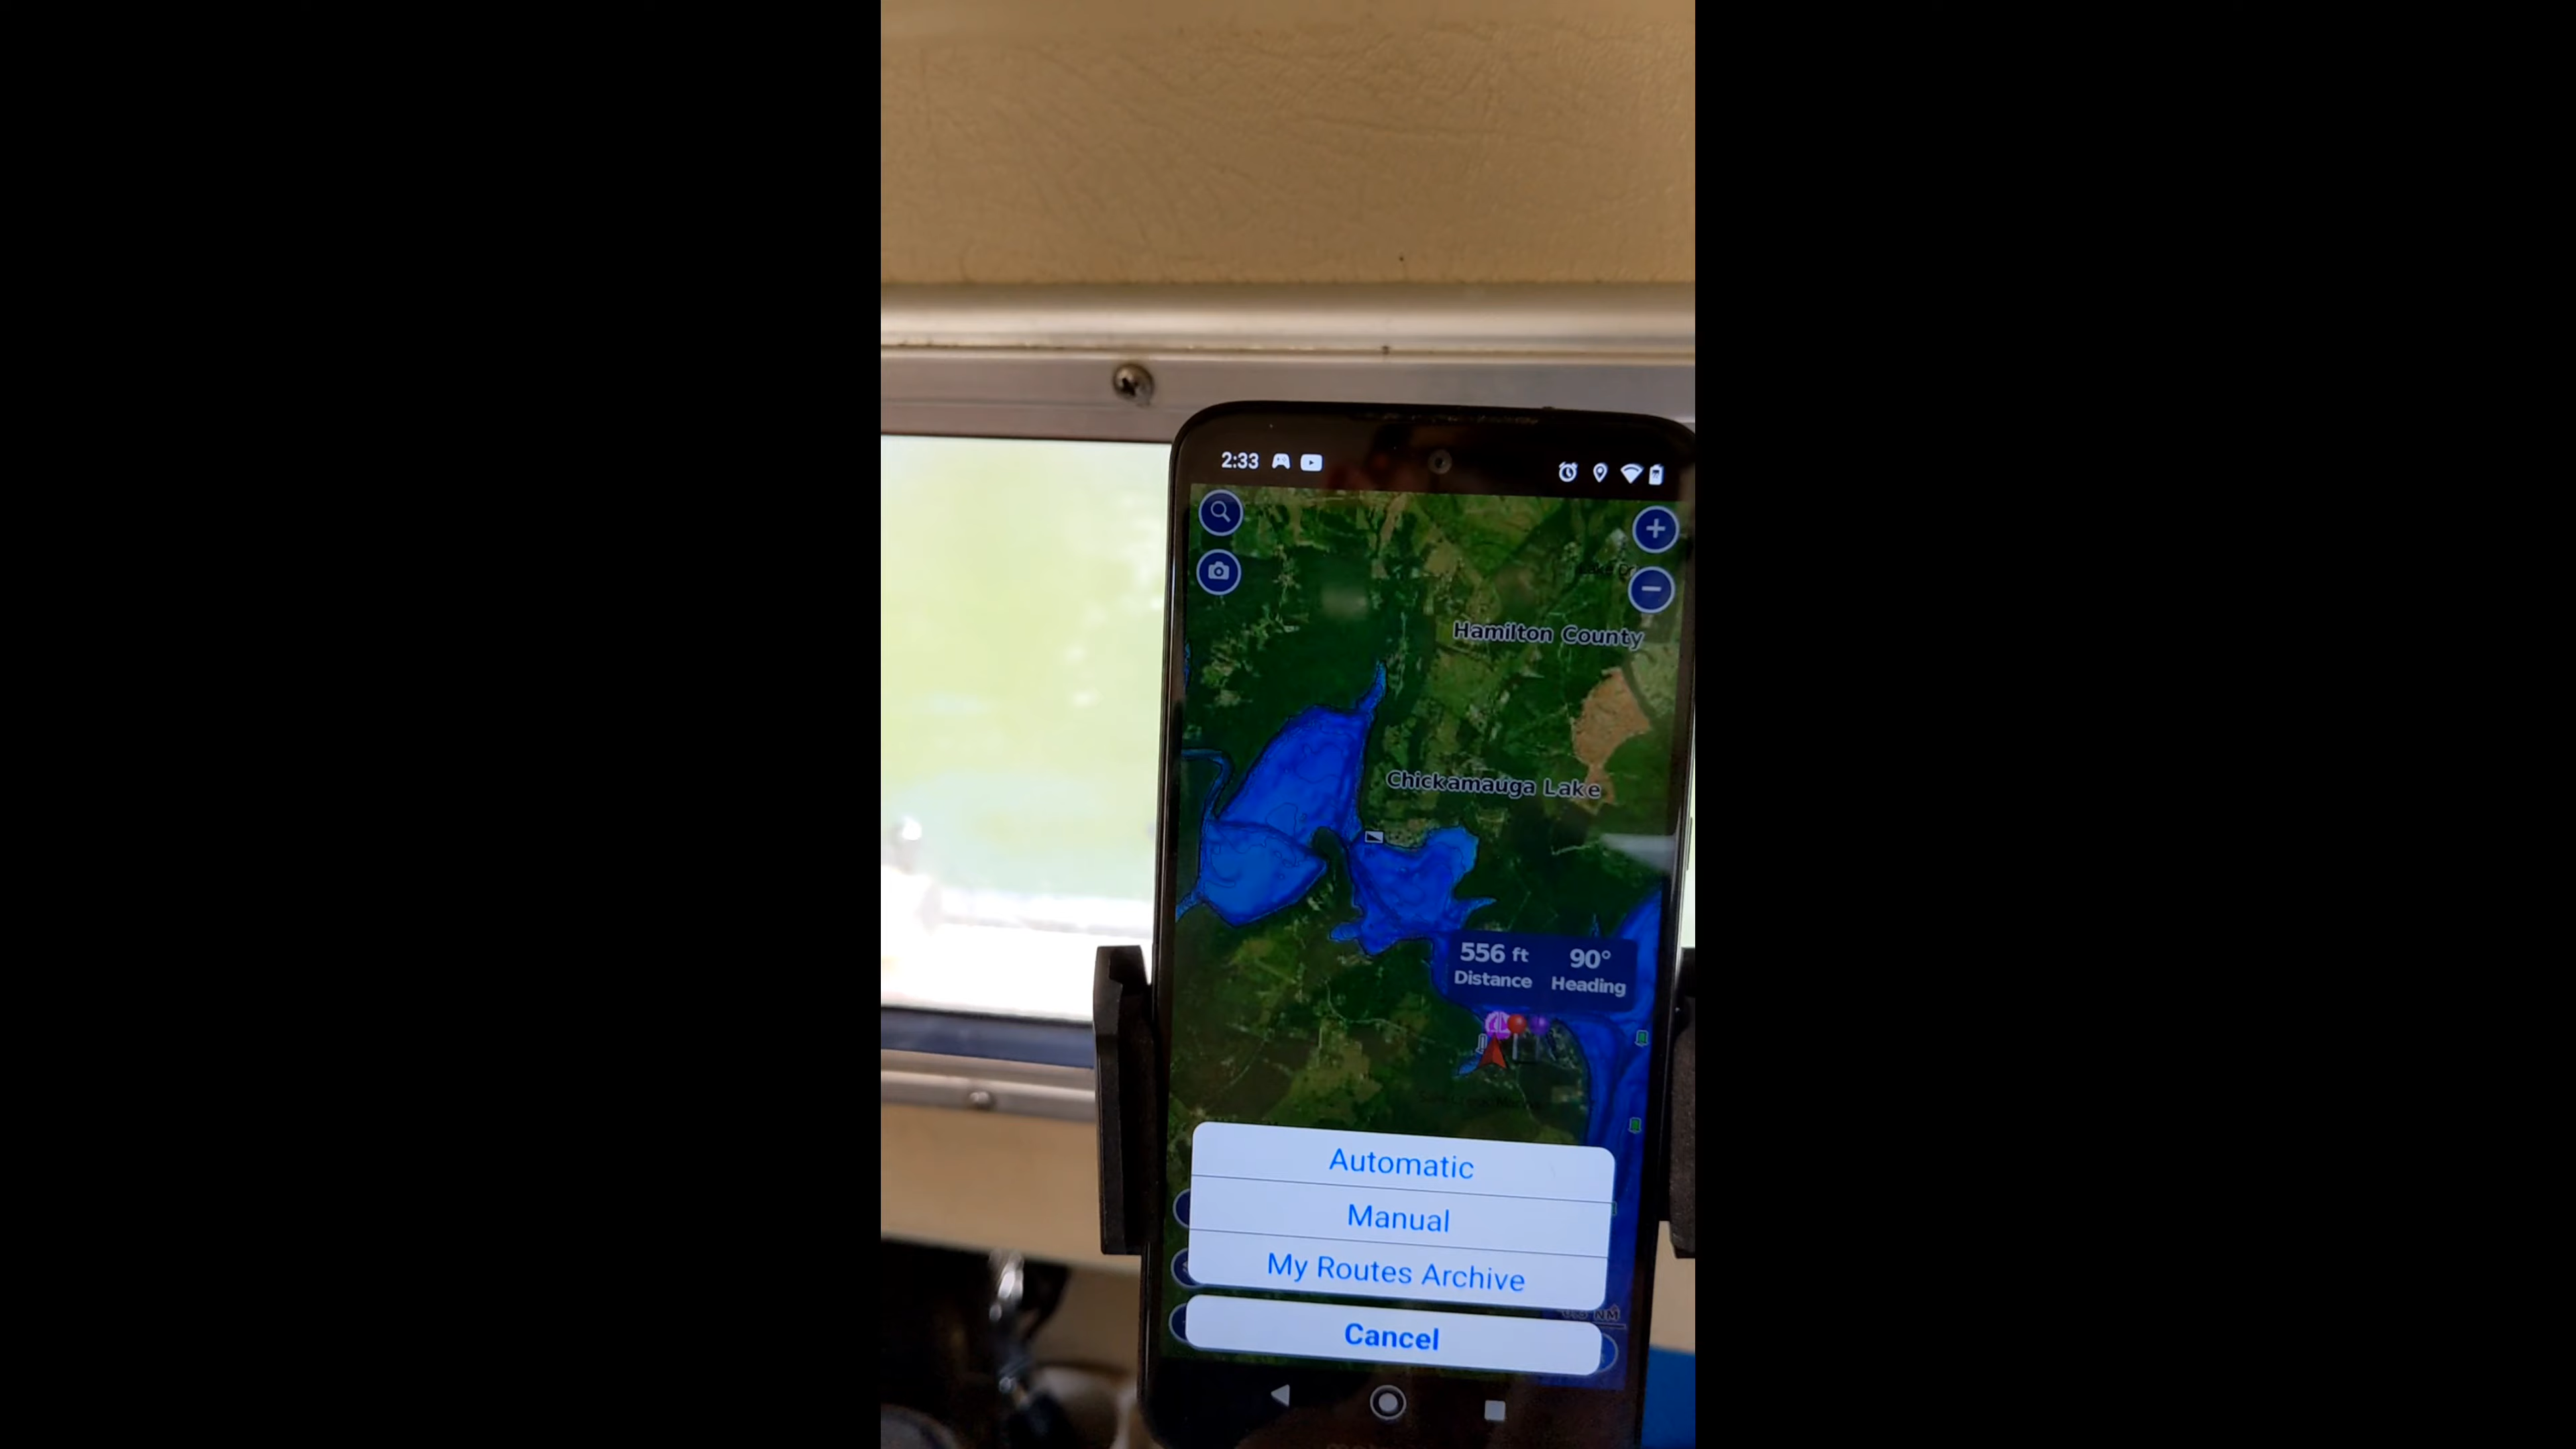 2:33
Hamilton County
Chickamauga Lake
556 ft 90°
Distance Heading
Automatic
Manual
My Routes Archive
Cancel